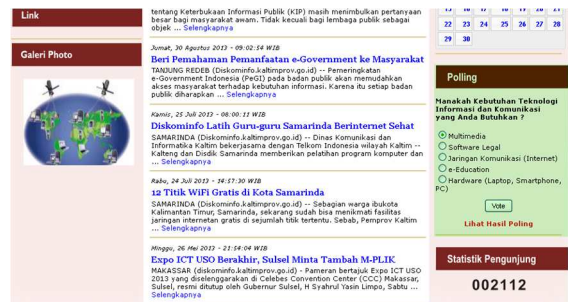 Link
Galeri Photo
tentang Keterbukaan Informasi Publik (KIP) masih menimbulkan pertanyaan
besar bagi masyarakat awam. Tidak kecuali bagi lembaga publik sebagai
objek ... Selengkapnya
Jumat, 30 Agustus 2013 - 09:02:54 WIB
Beri Pemahaman Pemanfaatan e-Government ke Masyarakat
TANJUNG REDEB (Diskominfo.kaltimprov.go.id) -- Pemeringkatan
e-Government Indonesia (PeGI) pada badan publik akan memudahkan
akses masyarakat terhadap kebutuhan informasi. Karena itu setiap badan
publik diharapkan ... Selengkapnya
Kamis, 25 Juli 2013 - 08:00:11 WIB
Diskominfo Latih Guru-guru Samarinda Berinternet Sehat
SAMARINDA (Diskominfo.kaltimprov.go.id) -- Dinas Komunikasi dan
Informatika Kaltim bekerjasama dengan Telkom Indonesia wilayah Kaltim --
Kalteng dan Disdik Samarinda memberikan pelatihan program komputer dan
... Selengkapnya
Rabu, 24 Juli 2013 - 14:57:30 WIB
12 Titik WiFi Gratis di Kota Samarinda
SAMARINDA (Diskominfo.kaltimprov.go.id) -- Sebagian warga ibukota
Kalimantan Timur, Samarinda, sekarang sudah bisa menikmati fasilitas
jaringan internetan gratis di sejumlah titik tertentu. Sebab, Pemprov Kaltim
... Selengkapnya
Minggu, 26 Mei 2013 - 21:54:04 WIB
Expo ICT USO Berakhir, Sulsel Minta Tambah M-PLIK
MAKASSAR (diskominfo.kaltimprov.go.id) - Pameran bertajuk Expo ICT USO
2013 yang diselenggarakan di Celebes Convention Center (CCC) Makassar,
Sulsel, resmi ditutup oleh Gubernur Sulsel, H Syahrul Yasin Limpo, Sabtu ...
Selengkapnya
15 16 17 18 19 20 21
22 23 24 25 26 27 28
29 30
Polling
Manakah Kebutuhan Teknologi
Informasi dan Komunikasi
yang Anda Butuhkan ?
Multimedia
Software Legal
Jaringan Komunikasi (Internet)
e-Education
Hardware (Laptop, Smartphone,
PC)
Vote
Lihat Hasil Poling
Statistik Pengunjung
002112